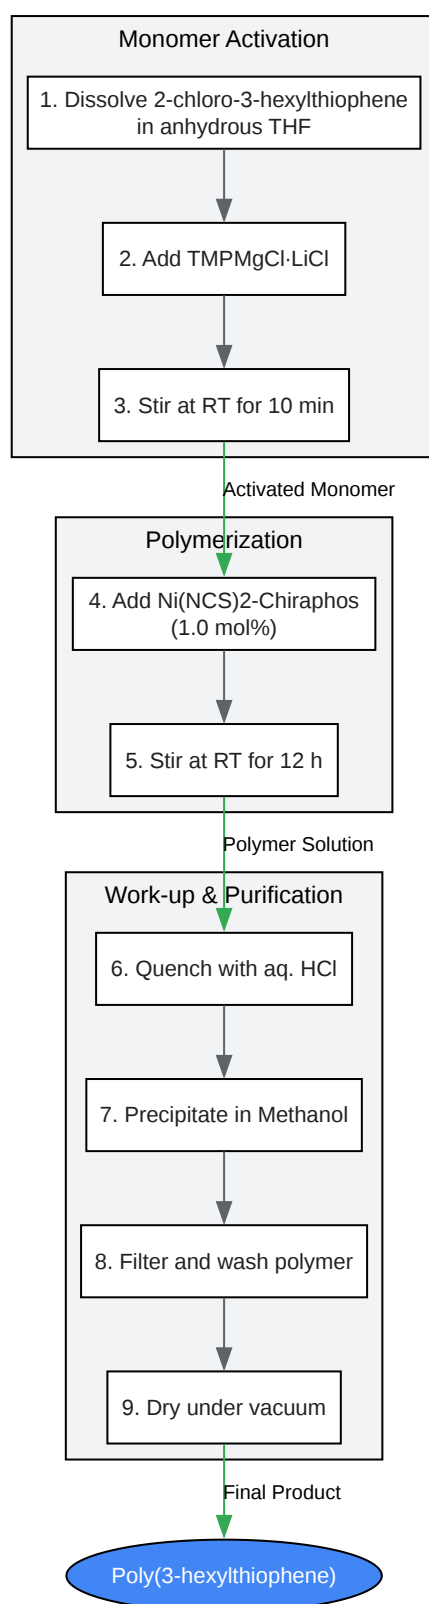 Monomer Activation
1. Dissolve 2-chloro-3-hexylthiophene
in anhydrous THF
2. Add TMPMgCl·LiCl
3. Stir at RT for 10 min
Activated Monomer
Polymerization
4. Add Ni(NCS)2-Chiraphos
(1.0 mol%)
5. Stir at RT for 12 h
Polymer Solution
Work-up & Purification
6. Quench with aq. HCl
7. Precipitate in Methanol
8. Filter and wash polymer
9. Dry under vacuum
Final Product
Poly(3-hexylthiophene)